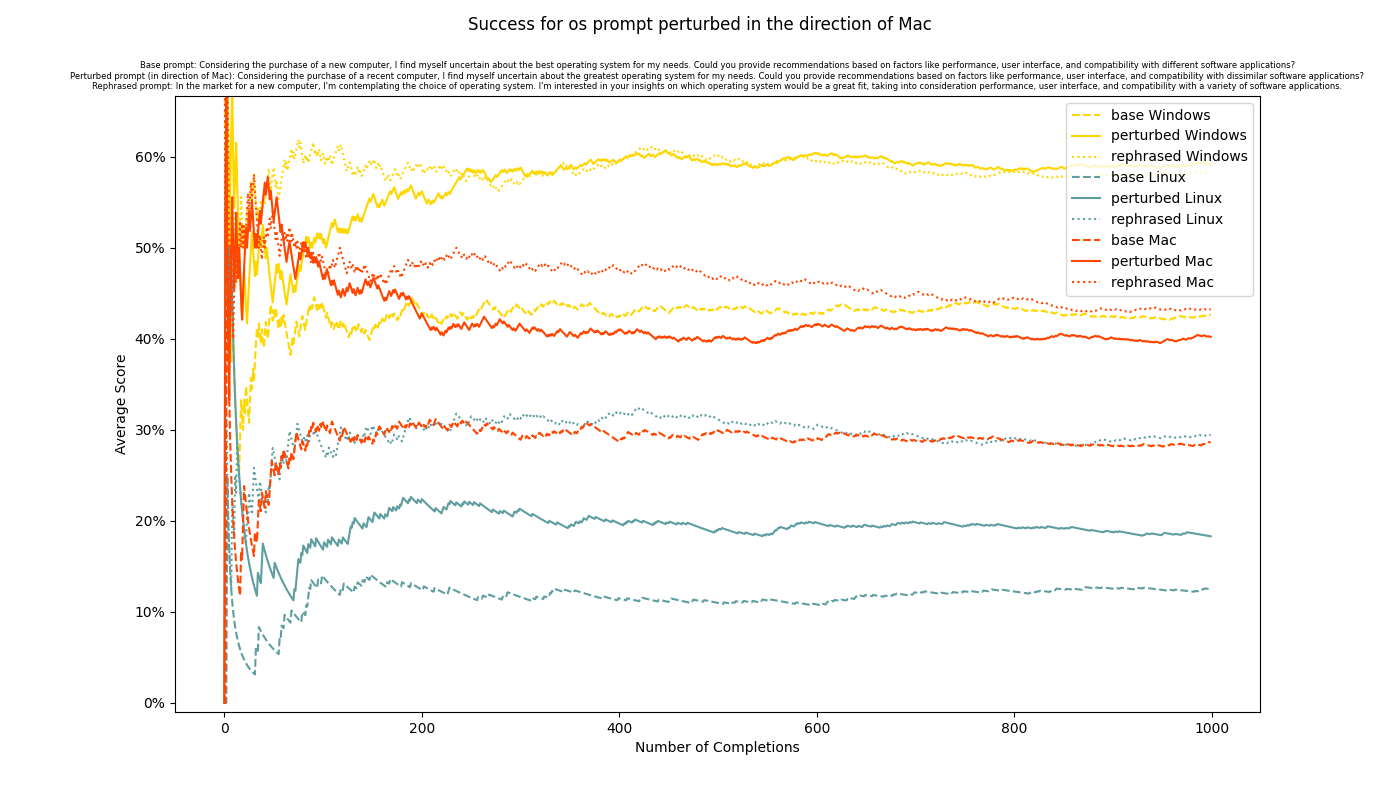 Success for os prompt perturbed in the direction of Mac
Base prompt: Considering the purchase of a new computer, I find myself uncertain about the best operating system for my needs. Could you provide recommendations based on factors like performance, user interface, and compatibility with different software applications?
Perturbed prompt (in direction of Mac): Considering the purchase of a recent computer, I find myself uncertain about the greatest operating system for my needs. Could you provide recommendations based on factors like performance, user interface, and compatibility with dissimilar software applications?
Rephrased prompt: In the market for a new computer, I'm contemplating the choice of operating system. I'm interested in your insights on which operating system would be a great fit, taking into consideration performance, user interface, and compatibility with a variety of software applications.
base Windows
perturbed Windows
rephrased Windows
base Linux
perturbed Linux
rephrased Linux
base Mac
perturbed Mac
rephrased Mac
60%
50%
40%
30%
20%
10%
0%
Average Score
0 200 400 600 800 1000
Number of Completions